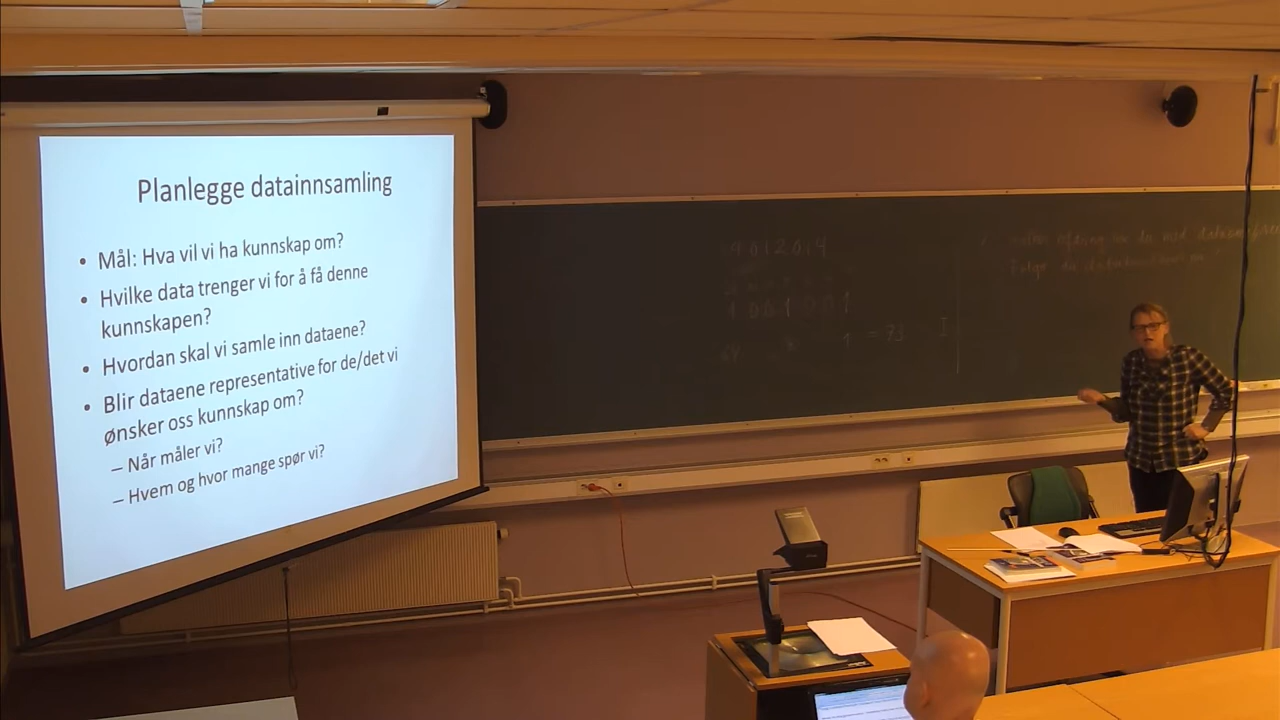 Planlegge datainnsamling
• Mål: Hva vil vi ha kunnskap om?
• Hvilke data trenger vi for å få denne
kunnskapen?
• Hvordan skal vi samle inn dataene?
• Blir dataene representative for de/det vi
ønsker oss kunnskap om?
– Når måler vi?
– Hvem og hvor mange spør vi?
1001001
= 73